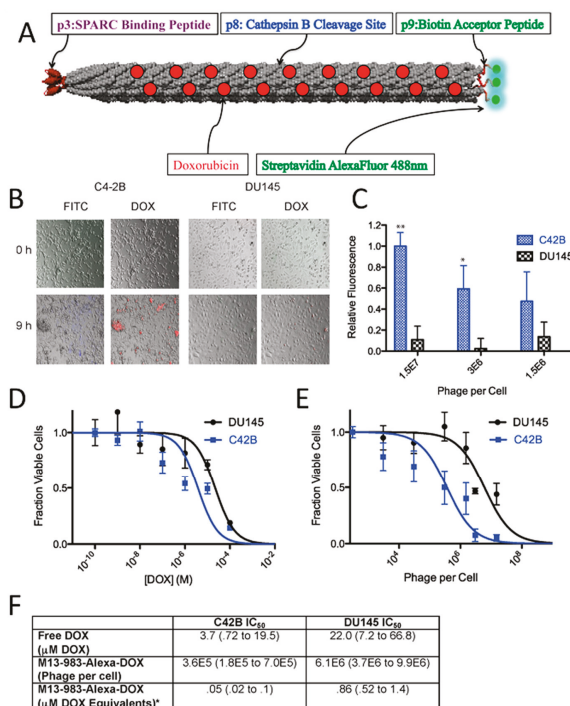 A
p3:SPARC Binding Peptide
p8: Cathepsin B Cleavage Site
p9:Biotin Acceptor Peptide
Doxorubicin
Streptavidin AlexaFluor 488nm
B
C4-2B
DU145
FITC
DOX
FITC
DOX
0 h
9 h
C
Relative Fluorescence
1.2
1.0
0.8
0.6
0.4
0.2
0.0
**
*
C42B
DU145
1.5E7
3E6
1.5E6
Phage per Cell
D
Fraction Viable Cells
1.0
0.5
0.0
DU145
C42B
10⁻¹⁰
10⁻⁸
10⁻⁶
10⁻⁴
10⁻²
[DOX] (M)
E
Fraction Viable Cells
1.0
0.5
0.0
DU145
C42B
10⁴
10⁶
10⁸
Phage per Cell
F
C42B IC₅₀ DU145 IC₅₀
Free DOX (µM DOX) 3.7 (.72 to 19.5) 22.0 (7.2 to 66.8)
M13-983-Alexa-DOX (Phage per cell) 3.6E5 (1.8E5 to 7.0E5) 6.1E6 (3.7E6 to 9.9E6)
M13-983-Alexa-DOX (µM DOX Equivalents)* .05 (.02 to .1) .86 (.52 to 1.4)